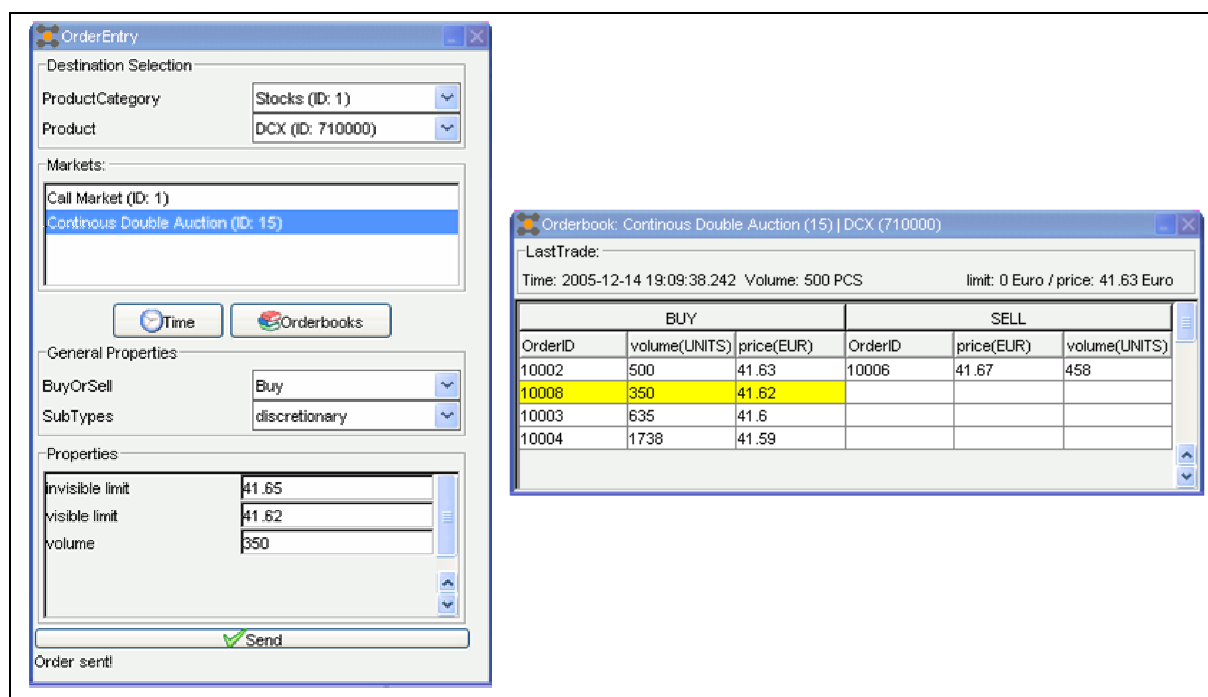 OrderEntry
Destination Selection
ProductCategory Stocks (ID: 1)
Product DCX (ID: 710000)
Markets:
Call Market (ID: 1)
Continous Double Auction (ID: 15)
Time Orderbooks
General Properties
BuyOrSell Buy
SubTypes discretionary
Properties
invisible limit 41.65
visible limit 41.62
volume 350
Send
Order sent!
Orderbook: Continous Double Auction (15) | DCX (710000)
LastTrade:
Time: 2005-12-14 19:09:38.242 Volume: 500 PCS limit: 0 Euro / price: 41.63 Euro
BUY SELL
OrderID volume(UNITS) price(EUR) OrderID price(EUR) volume(UNITS)
10002 500 41.63 10006 41.67 458
10008 350 41.62
10003 635 41.6
10004 1738 41.59